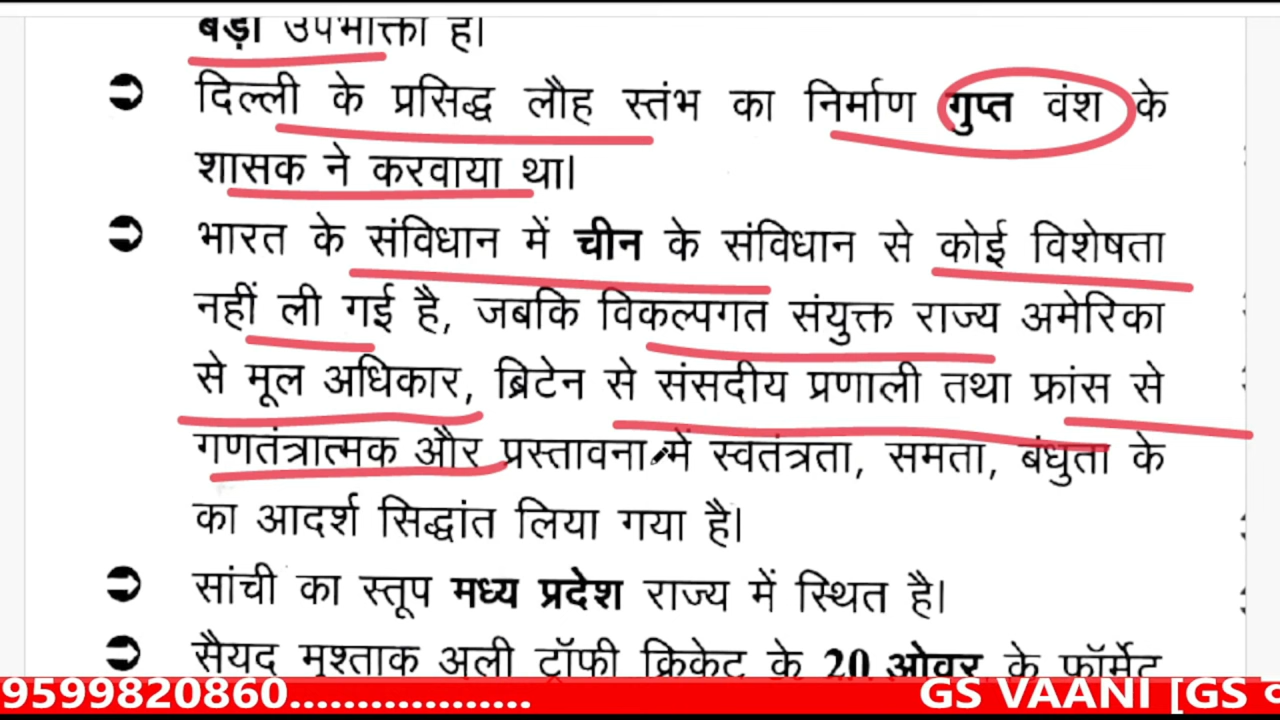 बड़ा उपभोक्ता है।
➲ दिल्ली के प्रसिद्ध लौह स्तंभ का निर्माण गुप्त वंश के
शासक ने करवाया था।
➲ भारत के संविधान में चीन के संविधान से कोई विशेषता
नहीं ली गई है, जबकि विकल्पगत संयुक्त राज्य अमेरिका
से मूल अधिकार, ब्रिटेन से संसदीय प्रणाली तथा फ्रांस से
गणतंत्रात्मक और प्रस्तावना में स्वतंत्रता, समता, बंधुता के
का आदर्श सिद्धांत लिया गया है।
➲ सांची का स्तूप मध्य प्रदेश राज्य में स्थित है।
➲ सैयद मुश्ताक अली ट्रॉफी क्रिकेट के 20 ओवर के फॉर्मेट
9599820860.................. GS VAANI [GS